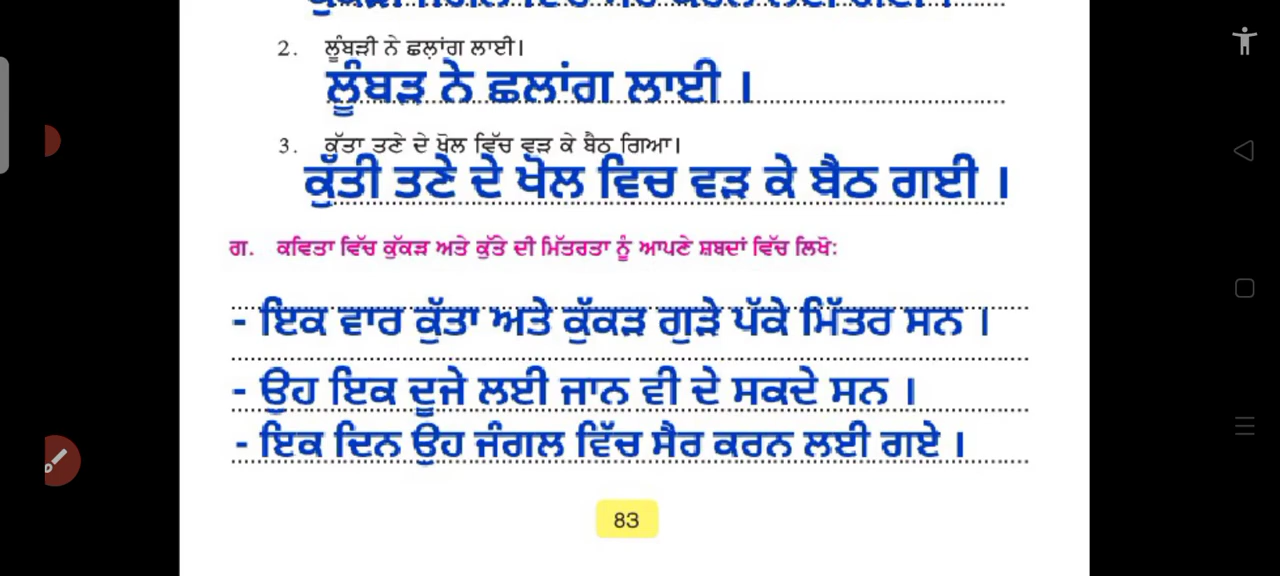 2. ਲੂੰਬੜੀ ਨੇ ਛਲਾਂਗ ਲਾਈ।
ਲੂੰਬੜ ਨੇ ਛਲਾਂਗ ਲਾਈ ।
3. ਕੁੱਤਾ ਤਣੇ ਦੇ ਖੋਲ ਵਿੱਚ ਵੜ ਕੇ ਬੈਠ ਗਿਆ।
ਕੁੱਤੀ ਤਣੇ ਦੇ ਖੋਲ ਵਿਚ ਵੜ ਕੇ ਬੈਠ ਗਈ ।
ਗ. ਕਵਿਤਾ ਵਿੱਚ ਕੁੱਕੜ ਅਤੇ ਕੁੱਤੇ ਦੀ ਮਿੱਤਰਤਾ ਨੂੰ ਆਪਣੇ ਸ਼ਬਦਾਂ ਵਿੱਚ ਲਿਖੋ:
- ਇਕ ਵਾਰ ਕੁੱਤਾ ਅਤੇ ਕੁੱਕੜ ਗੁੜੇ ਪੱਕੇ ਮਿੱਤਰ ਸਨ ।
- ਉਹ ਇਕ ਦੂਜੇ ਲਈ ਜਾਨ ਵੀ ਦੇ ਸਕਦੇ ਸਨ ।
- ਇਕ ਦਿਨ ਉਹ ਜੰਗਲ ਵਿੱਚ ਸੈਰ ਕਰਨ ਲਈ ਗਏ ।
83